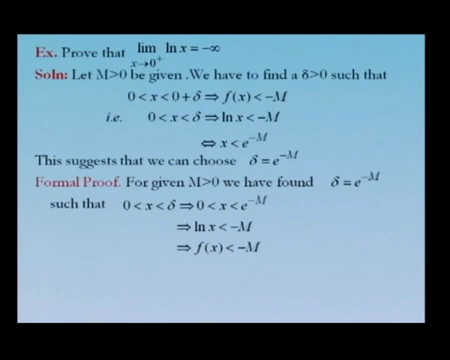 Ex. Prove that lim ln x = −∞
x→0⁺
Soln: Let M>0 be given .We have to find a δ>0 such that
0 < x < 0 + δ ⇒ f(x) < −M
i.e. 0 < x < δ ⇒ ln x < −M
⇔ x < e^{−M}
This suggests that we can choose δ = e^{−M}
Formal Proof. For given M>0 we have found δ = e^{−M}
such that 0 < x < δ ⇒ 0 < x < e^{−M}
⇒ ln x < −M
⇒ f(x) < −M